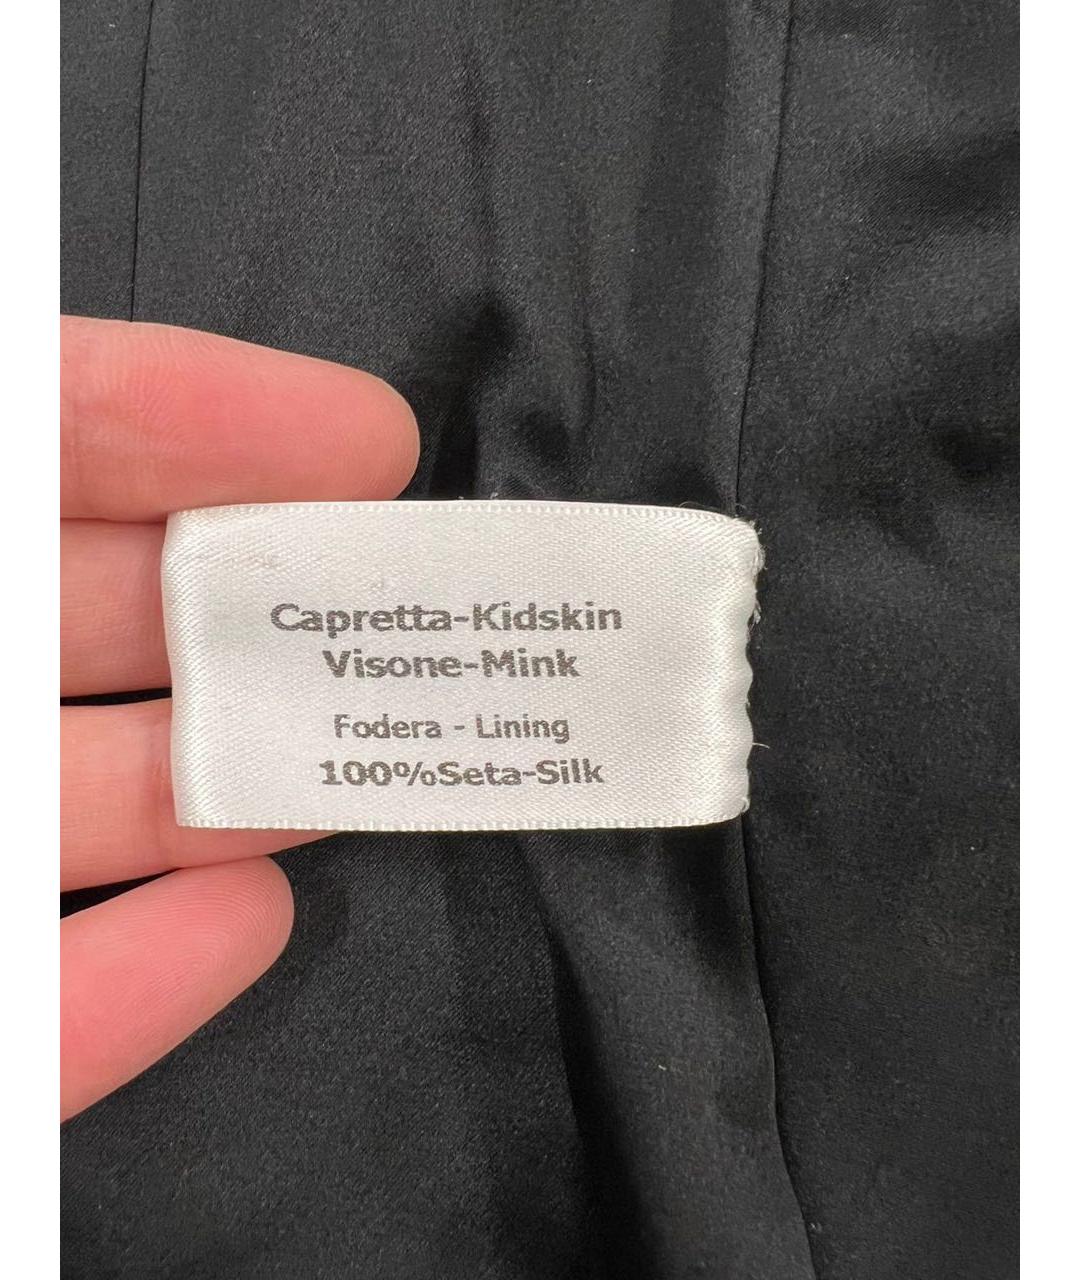 Capretta-Kidskin
Visone-Mink
Fodera - Lining
100%Seta-Silk